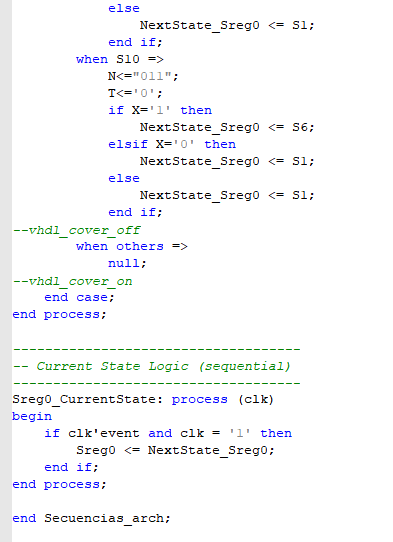 else
NextState_Sreg0 <= S1;
end if;
when S10 =>
N<="011";
T<='0';
if X='1' then
NextState_Sreg0 <= S6;
elsif X='0' then
NextState_Sreg0 <= S1;
else
NextState_Sreg0 <= S1;
end if;
--vhdl_cover_off
when others =>
null;
--vhdl_cover_on
end case;
end process;
------------------------------------
-- Current State Logic (sequential)
------------------------------------
Sreg0_CurrentState: process (clk)
begin
if clk'event and clk = '1' then
Sreg0 <= NextState_Sreg0;
end if;
end process;
end Secuencias_arch;